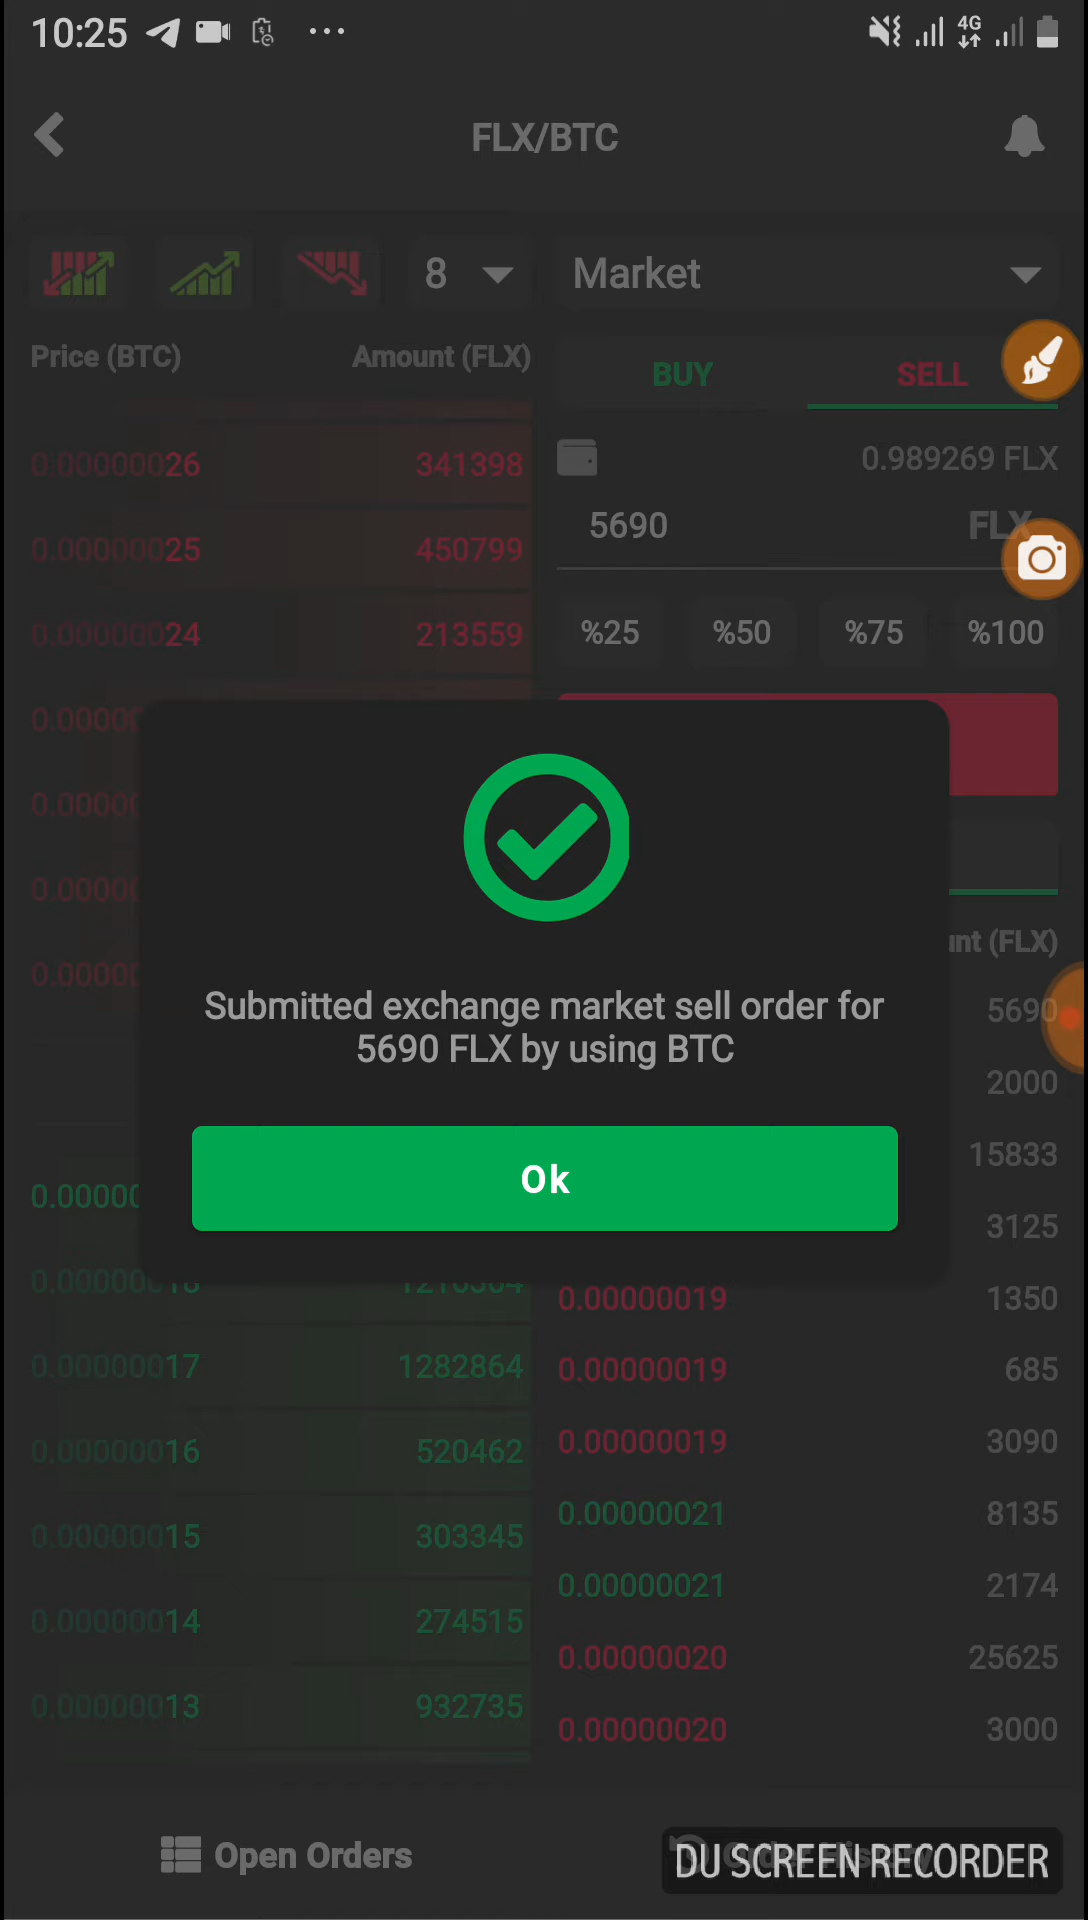 10:25
4G
FLX/BTC
8
Market
Price (BTC)
Amount (FLX)
BUY
SELL
0.00000026
341398
0.989269 FLX
5690
FLX
0.00000025
450799
0.00000024
213559
%25
%50
%75
%100
Submitted exchange market sell order for
5690 FLX by using BTC
Ok
(FLX)
5690
2000
15833
3125
0.00000019
1350
0.00000017
1282864
0.00000019
685
0.00000016
520462
0.00000019
3090
0.00000015
303345
0.00000021
8135
0.00000014
274515
0.00000021
2174
0.00000013
932735
0.00000020
25625
0.00000020
3000
Open Orders
Order History
DU SCREEN RECORDER